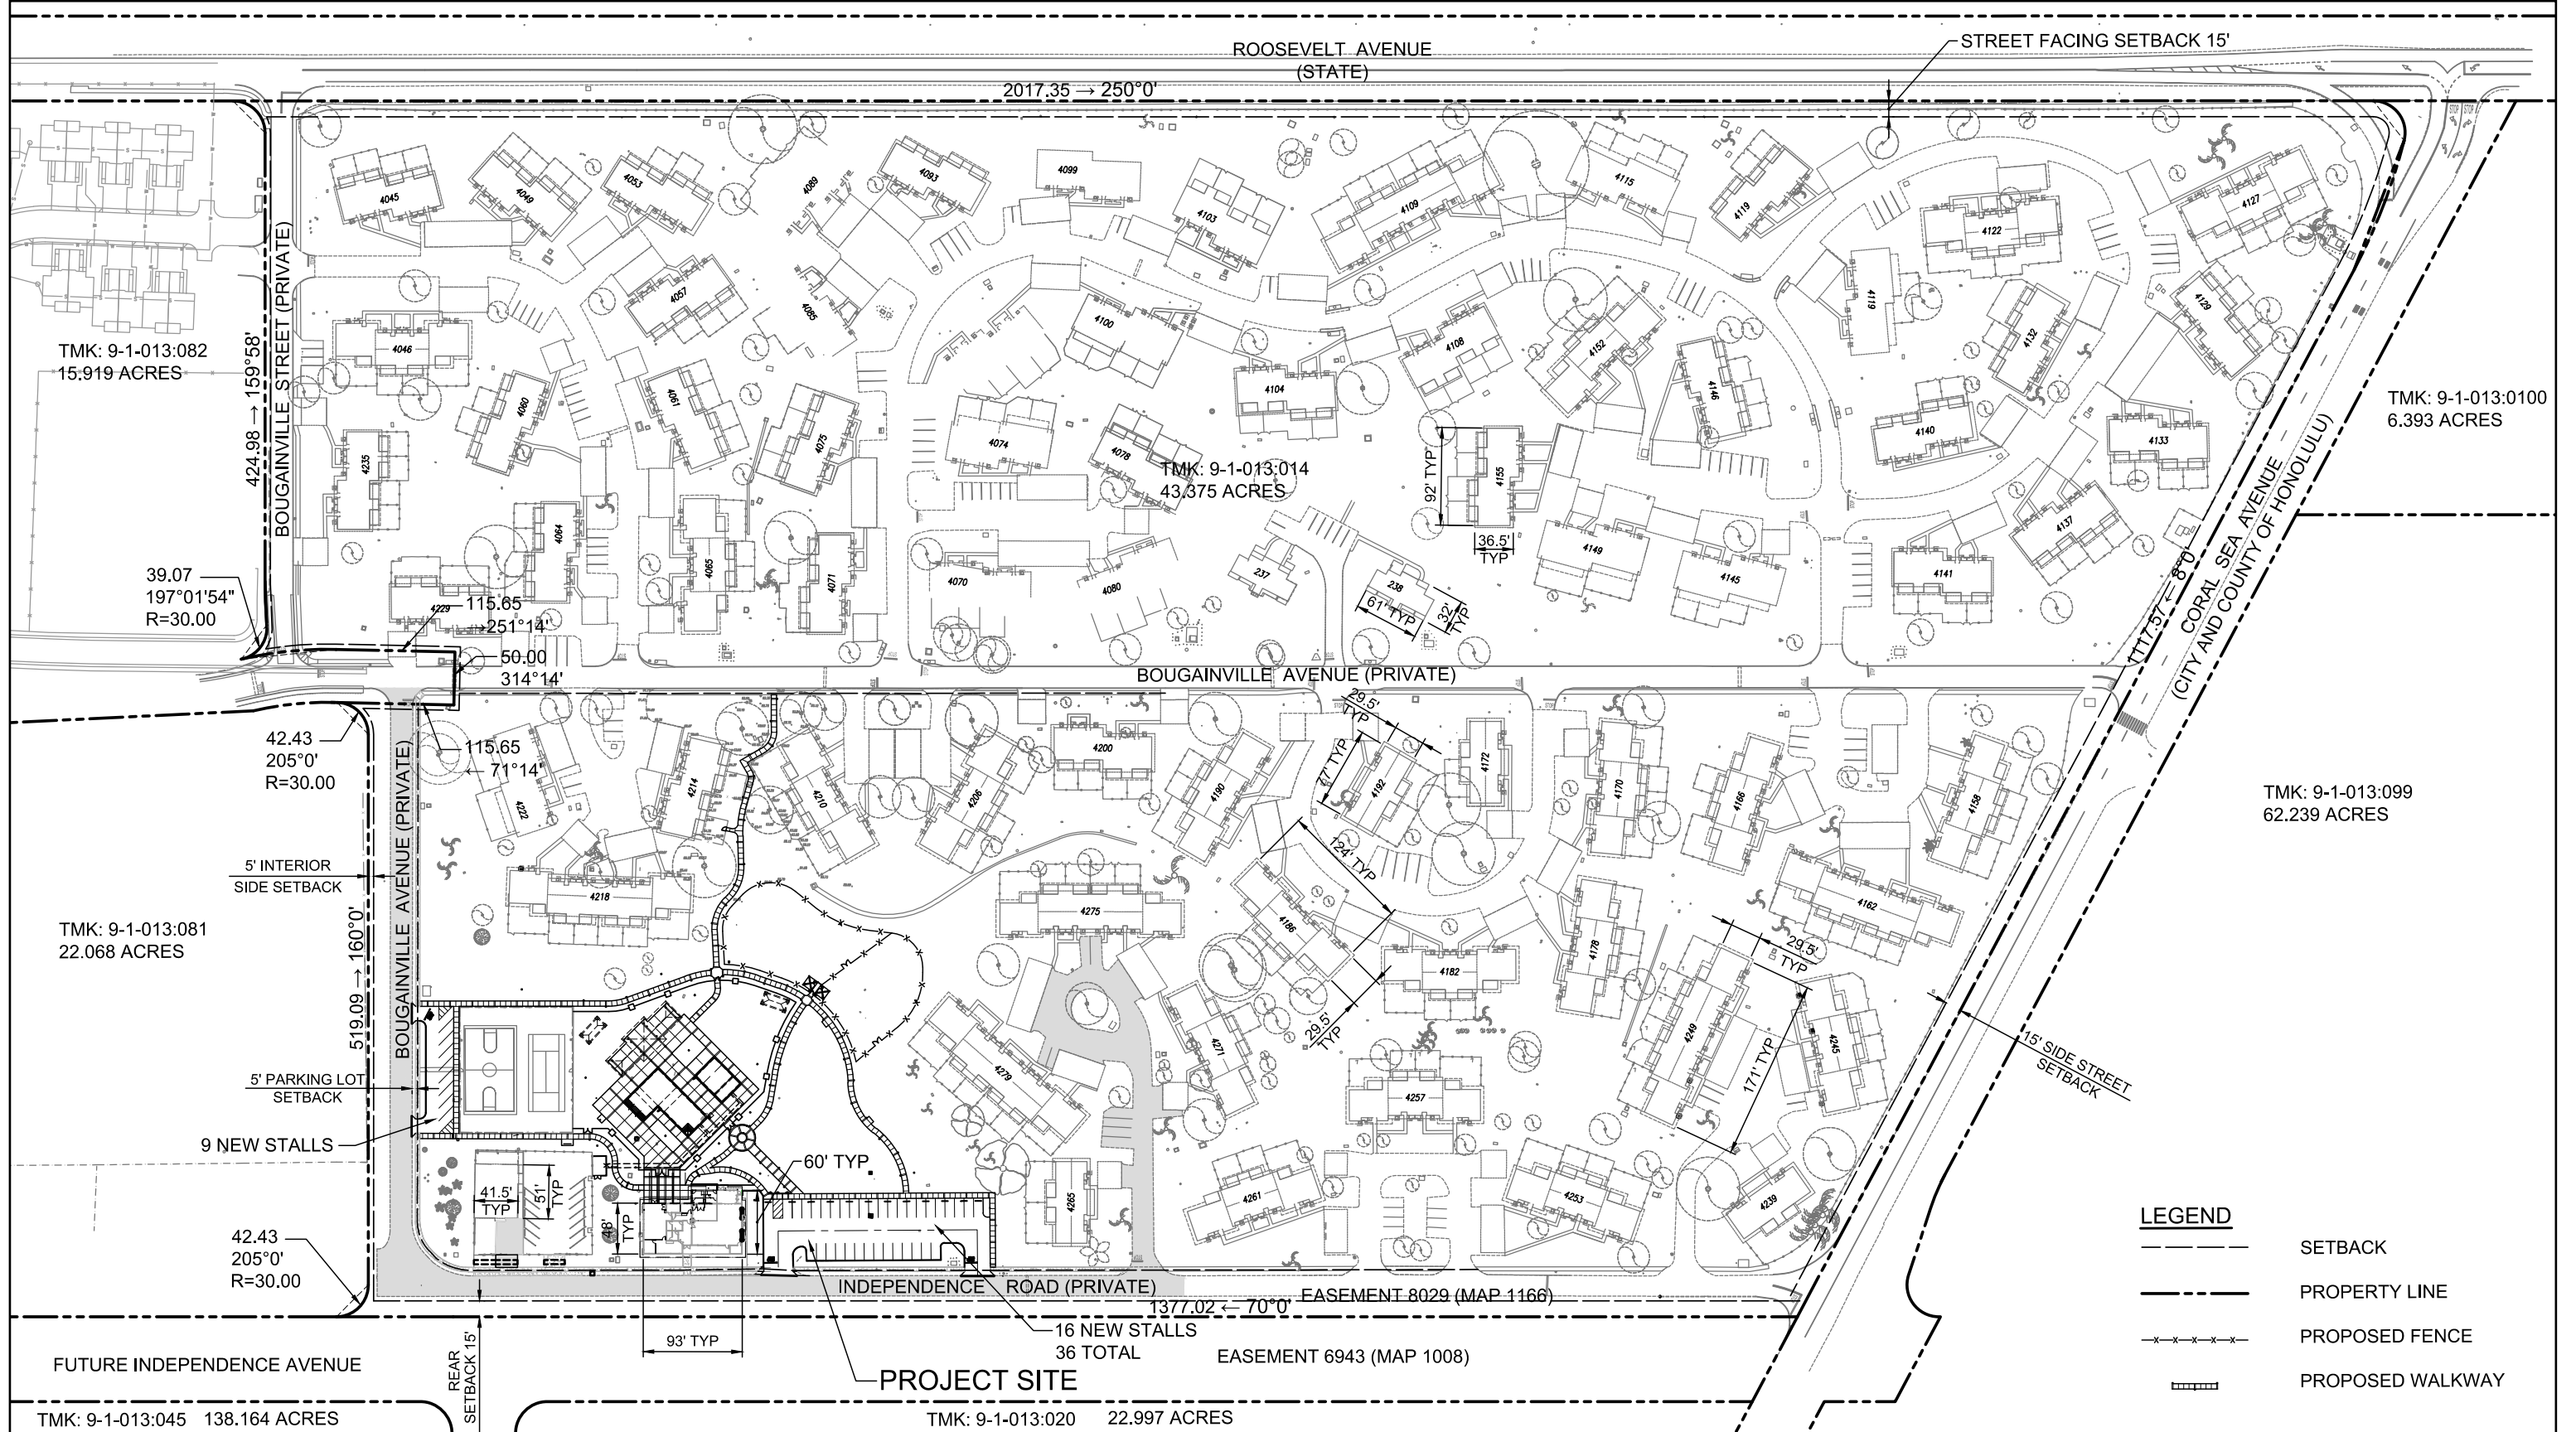 ROOSEVELT AVENUE
(STATE)
2017.35 → 250°0'
STREET FACING SETBACK 15'
4045
4049
4053
4089
4093
4099
4103
4109
4115
4119
4122
4127
BOUGAINVILLE STREET (PRIVATE)
424.98 → 159°58'
TMK: 9-1-013:082
15.919 ACRES
4046
4057
4085
4100
4104
4108
4152
4146
4119
4132
4129
4060
4061
4075
4074
4078
TMK: 9-1-013:014
43.375 ACRES
92' TYP
4155
36.5'
TYP
4140
4133
TMK: 9-1-013:0100
6.393 ACRES
4235
4064
4065
4071
4070
4080
237
238
61' TYP
32'
TYP
4149
4145
4141
4137
1117.57 ← 8°0'
CORAL SEA AVENUE
(CITY AND COUNTY OF HONOLULU)
39.07
197°01'54"
R=30.00
4229
115.65
→251°14'
50.00
314°14'
BOUGAINVILLE AVENUE (PRIVATE)
42.43
205°0'
R=30.00
115.65
← 71°14'
4222
4214
4210
4206
4200
4190
29.5'
TYP
77' TYP
4192
4172
4170
4166
4158
TMK: 9-1-013:099
62.239 ACRES
BOUGAINVILLE AVENUE (PRIVATE)
5' INTERIOR
SIDE SETBACK
519.09 → 160°0'
TMK: 9-1-013:081
22.068 ACRES
4218
4275
124' TYP
4186
29.5'
TYP
4182
4178
4162
29.5'
TYP
4249
171' TYP
4245
15' SIDE STREET
SETBACK
4279
4271
4257
5' PARKING LOT
SETBACK
9 NEW STALLS
41.5'
TYP
51'
TYP
48'
TYP
60' TYP
4265
4261
4253
4239
42.43
205°0'
R=30.00
INDEPENDENCE ROAD (PRIVATE)
EASEMENT 8029 (MAP 1166)
1377.02 ← 70°0'
93' TYP
16 NEW STALLS
36 TOTAL
EASEMENT 6943 (MAP 1008)
PROJECT SITE
FUTURE INDEPENDENCE AVENUE
REAR
SETBACK 15'
TMK: 9-1-013:045 138.164 ACRES
TMK: 9-1-013:020 22.997 ACRES
LEGEND
SETBACK
PROPERTY LINE
PROPOSED FENCE
PROPOSED WALKWAY